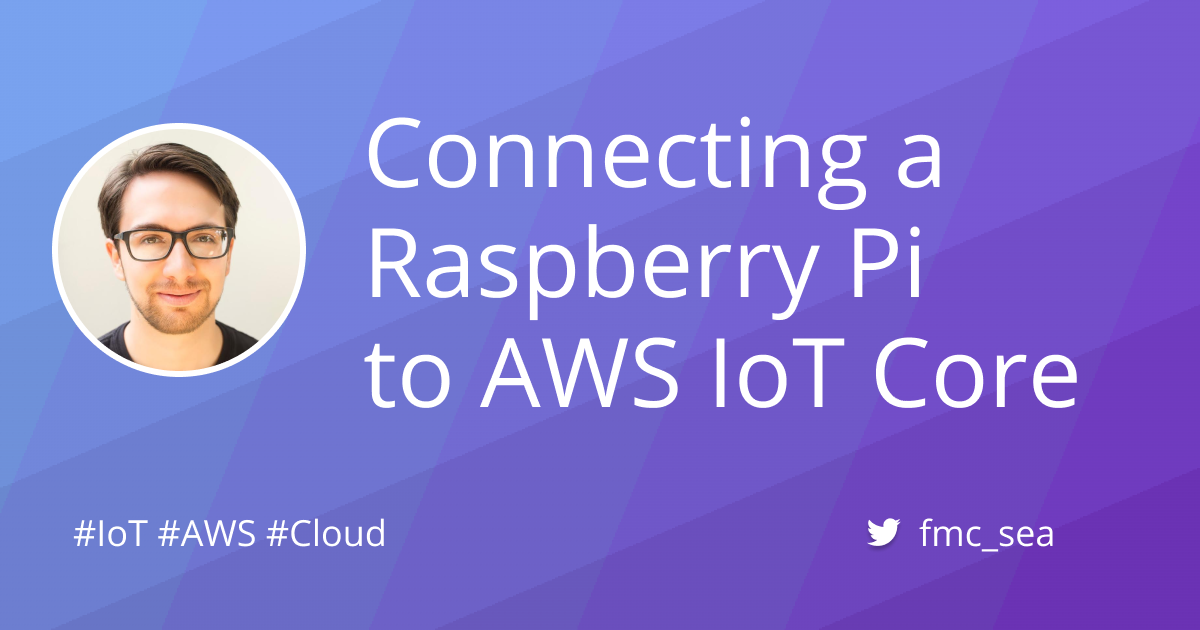 Connecting a
Raspberry Pi
to AWS IoT Core
#IoT #AWS #Cloud
fmc_sea